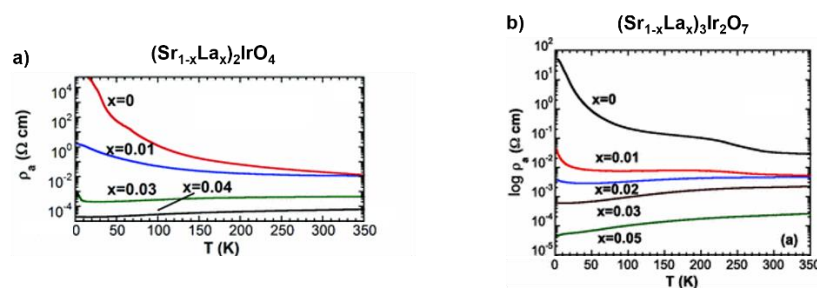 a)
(Sr1-xLax)2IrO4
ρa (Ω cm)
10^4
10^2
10^0
10^-2
10^-4
x=0
x=0.01
x=0.03
x=0.04
0 50 100 150 200 250 300 350
T (K)
b)
(Sr1-xLax)3Ir2O7
log ρa (Ω cm)
10^2
10^1
10^0
10^-1
10^-2
10^-3
10^-4
10^-5
x=0
x=0.01
x=0.02
x=0.03
x=0.05
(a)
0 50 100 150 200 250 300 350
T (K)